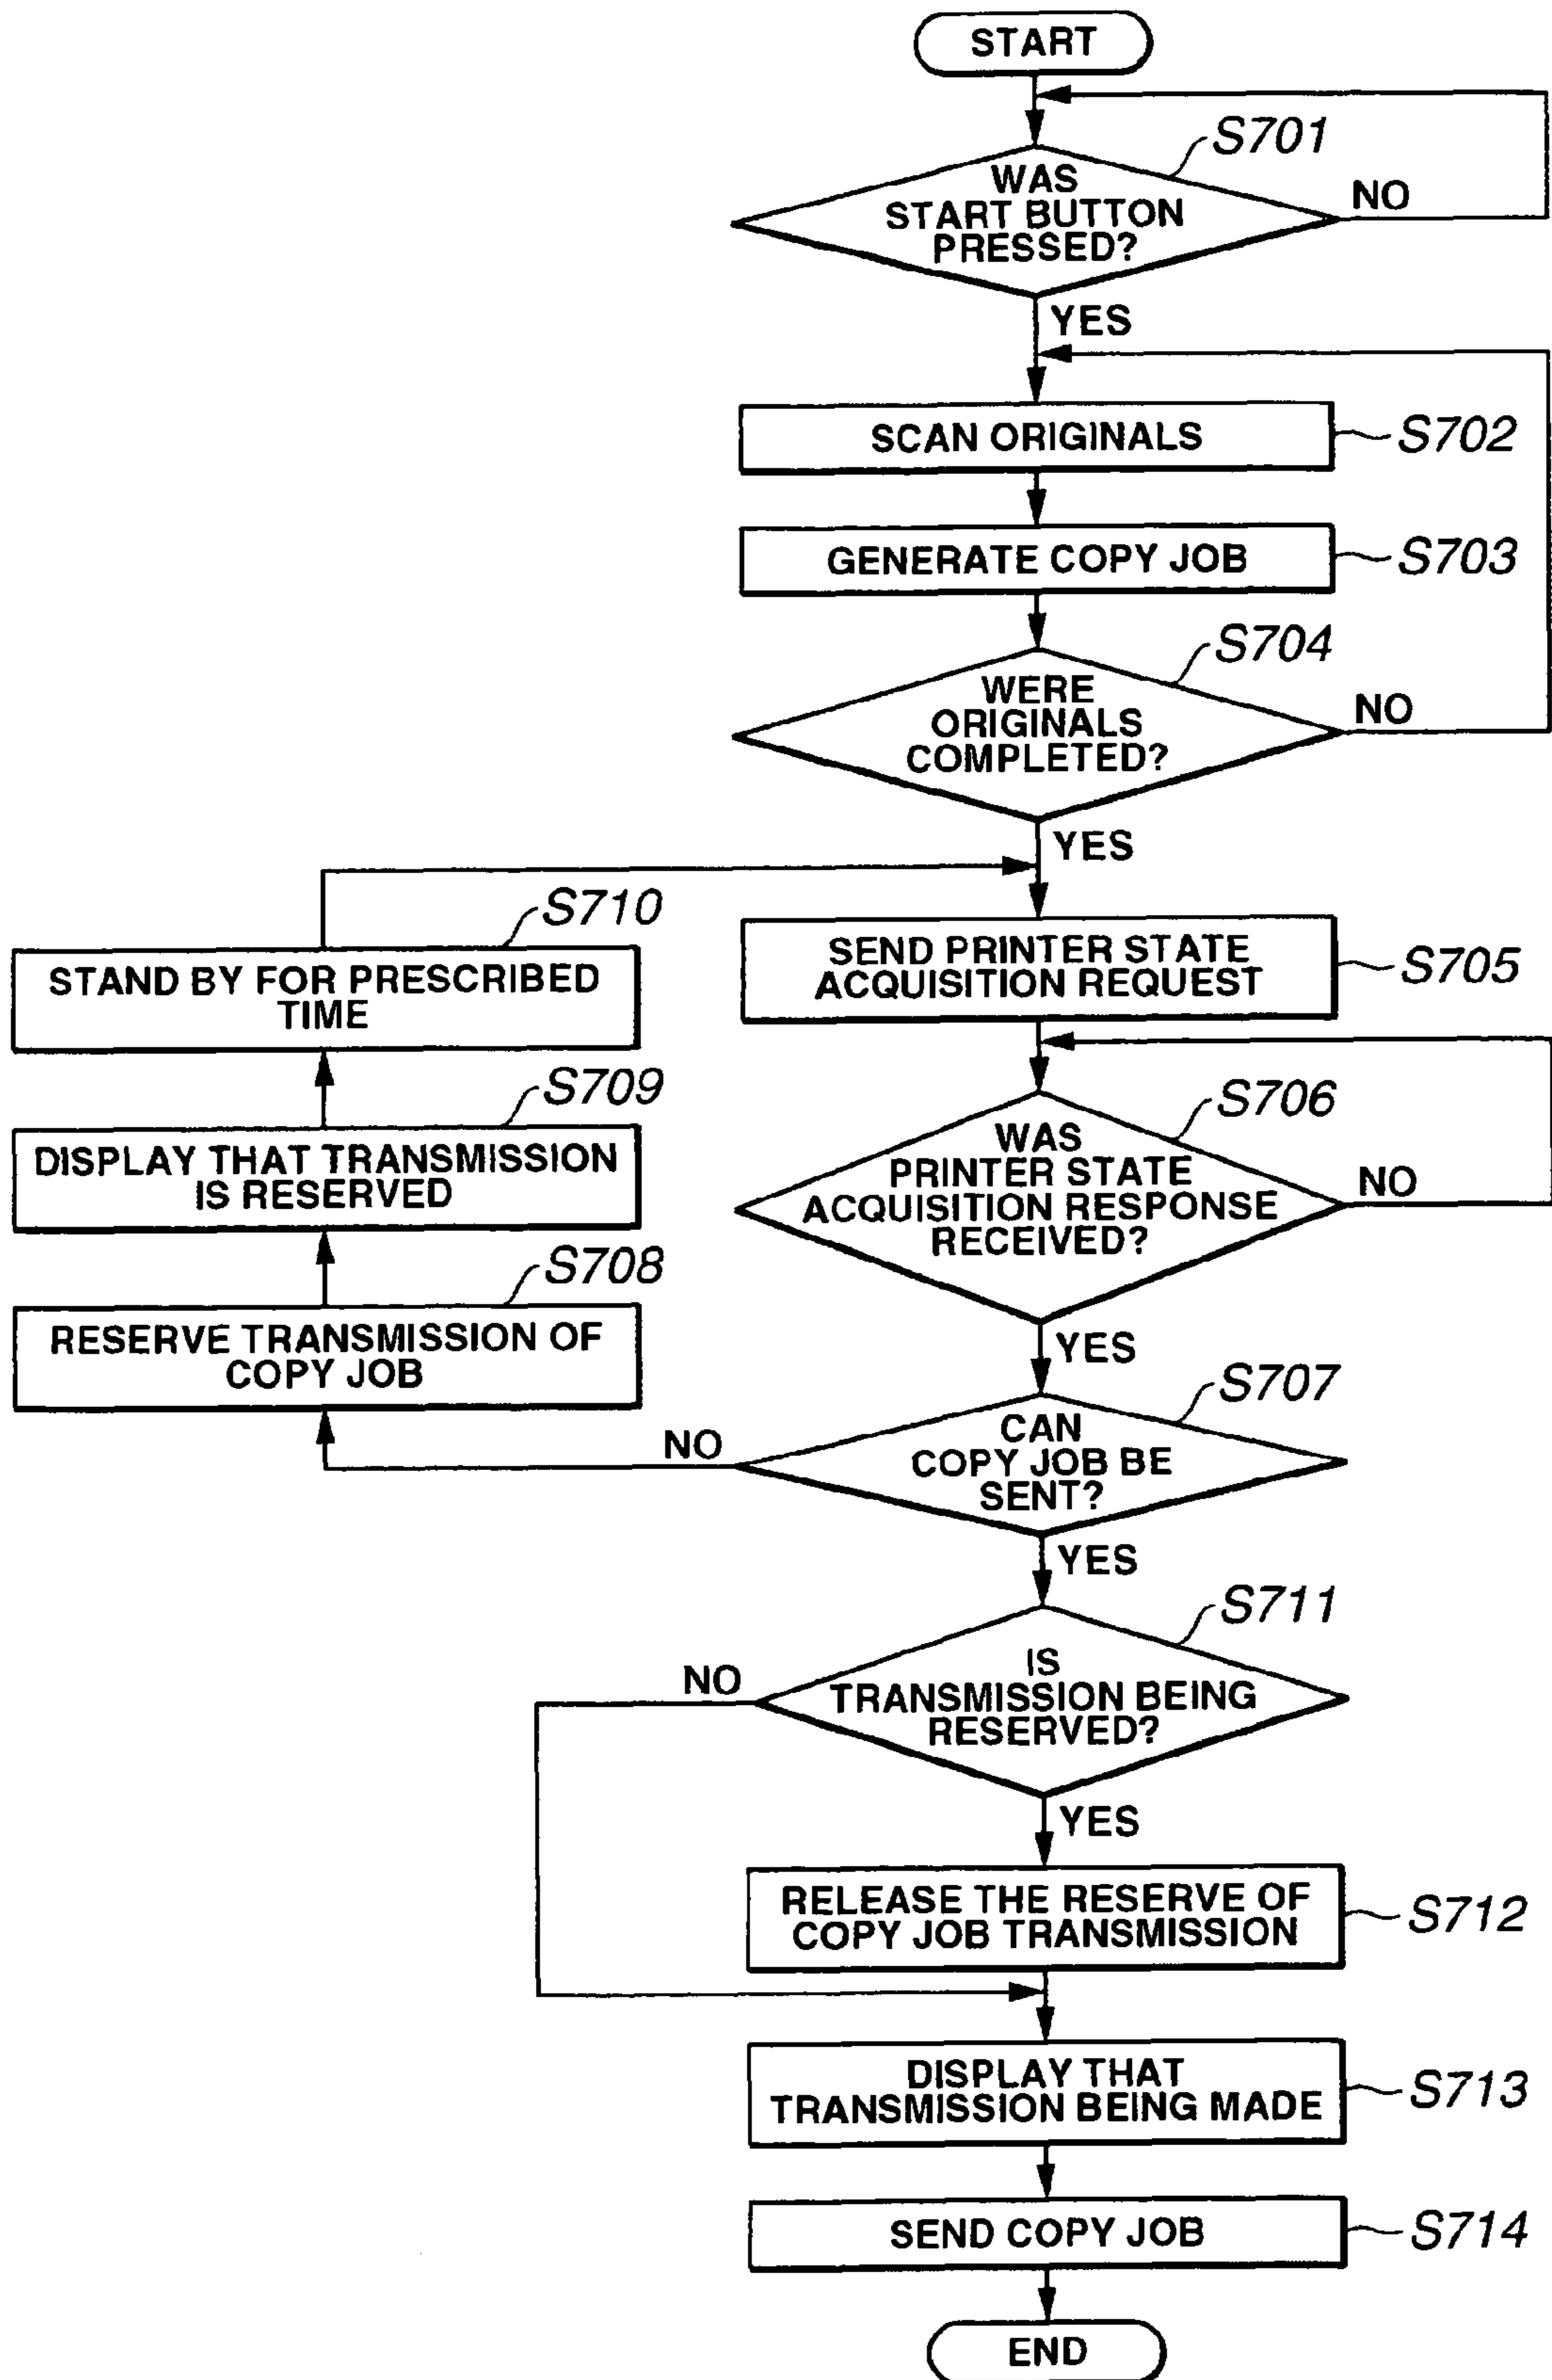 START
S701
WAS
START BUTTON
PRESSED?
NO
YES
SCAN ORIGINALS
S702
GENERATE COPY JOB
S703
S704
WERE
ORIGINALS
COMPLETED?
NO
YES
S710
STAND BY FOR PRESCRIBED
TIME
SEND PRINTER STATE
ACQUISITION REQUEST
S705
S709
DISPLAY THAT TRANSMISSION
IS RESERVED
S706
WAS
PRINTER STATE
ACQUISITION RESPONSE
RECEIVED?
NO
YES
S708
RESERVE TRANSMISSION OF
COPY JOB
S707
CAN
COPY JOB BE
SENT?
NO
YES
S711
IS
TRANSMISSION BEING
RESERVED?
NO
YES
RELEASE THE RESERVE OF
COPY JOB TRANSMISSION
S712
DISPLAY THAT
TRANSMISSION BEING MADE
S713
SEND COPY JOB
S714
END